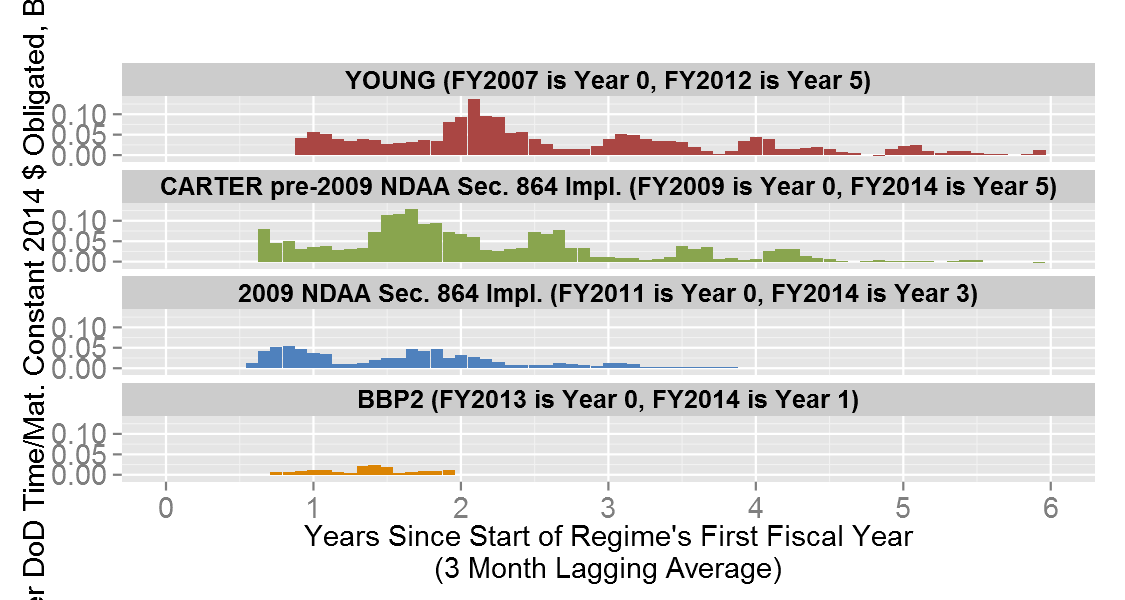 er DoD Time/Mat. Constant 2014 $ Obligated, B
YOUNG (FY2007 is Year 0, FY2012 is Year 5)
0.10
0.05
0.00
CARTER pre-2009 NDAA Sec. 864 Impl. (FY2009 is Year 0, FY2014 is Year 5)
0.10
0.05
0.00
2009 NDAA Sec. 864 Impl. (FY2011 is Year 0, FY2014 is Year 3)
0.10
0.05
0.00
BBP2 (FY2013 is Year 0, FY2014 is Year 1)
0.10
0.05
0.00
0 1 2 3 4 5 6
Years Since Start of Regime's First Fiscal Year
(3 Month Lagging Average)